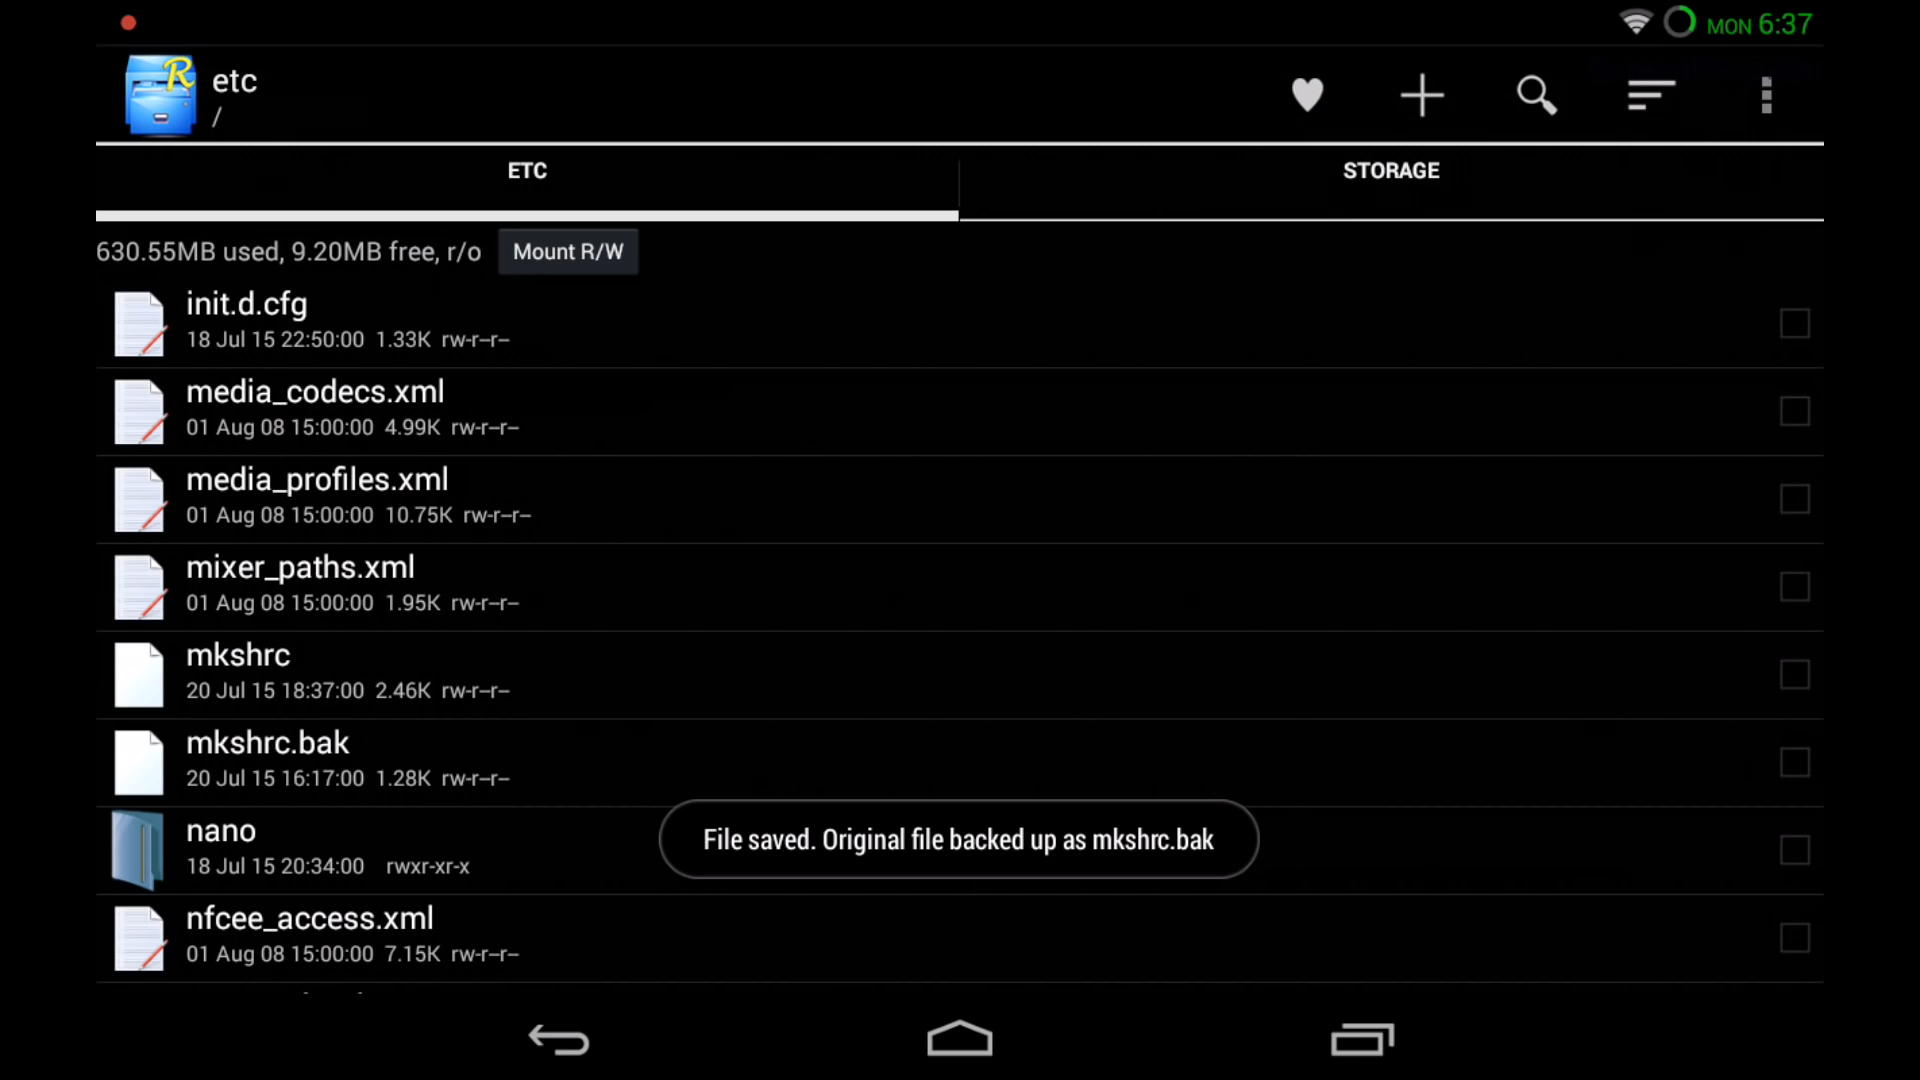 MON 6:37
R
etc
/
ETC
STORAGE
630.55MB used, 9.20MB free, r/o
Mount R/W
init.d.cfg
18 Jul 15 22:50:00 1.33K rw-r--r--
media_codecs.xml
01 Aug 08 15:00:00 4.99K rw-r--r--
media_profiles.xml
01 Aug 08 15:00:00 10.75K rw-r--r--
mixer_paths.xml
01 Aug 08 15:00:00 1.95K rw-r--r--
mkshrc
20 Jul 15 18:37:00 2.46K rw-r--r--
mkshrc.bak
20 Jul 15 16:17:00 1.28K rw-r--r--
nano
18 Jul 15 20:34:00 rwxr-xr-x
File saved. Original file backed up as mkshrc.bak
nfcee_access.xml
01 Aug 08 15:00:00 7.15K rw-r--r--